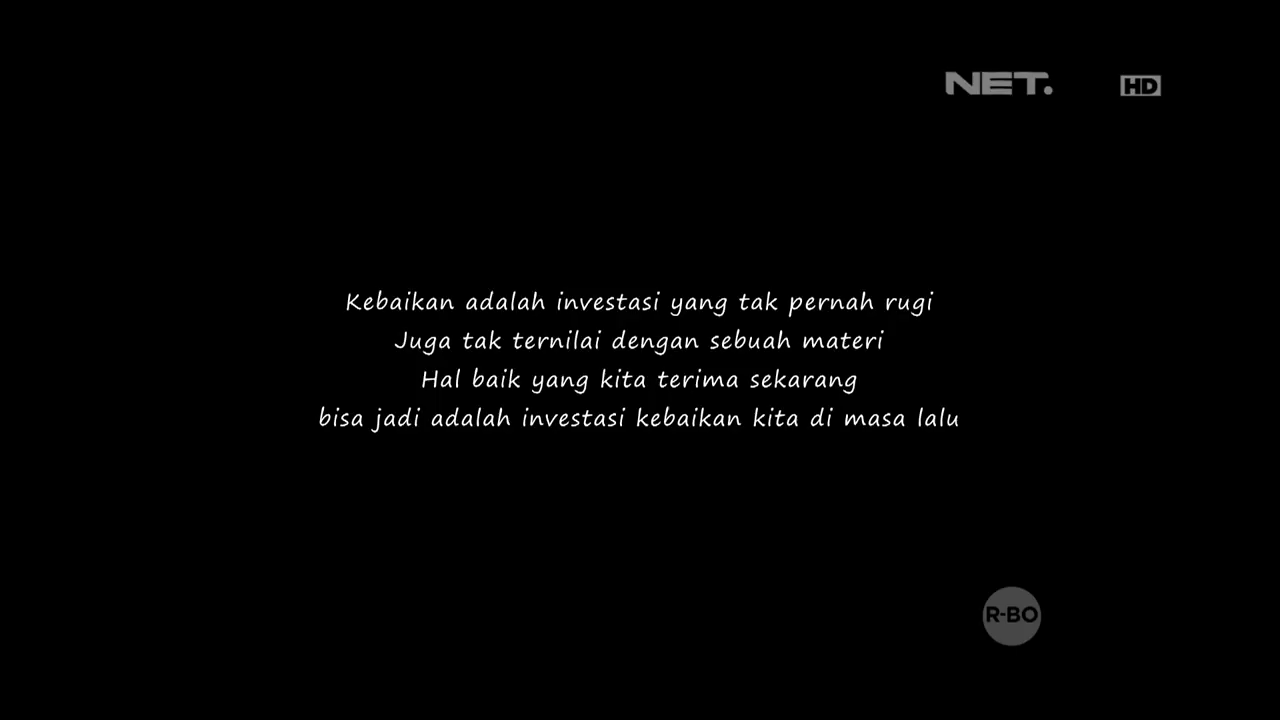 NET. HD
Kebaikan adalah investasi yang tak pernah rugi
Juga tak ternilai dengan sebuah materi
Hal baik yang kita terima sekarang
bisa jadi adalah investasi kebaikan kita di masa lalu
R-BO